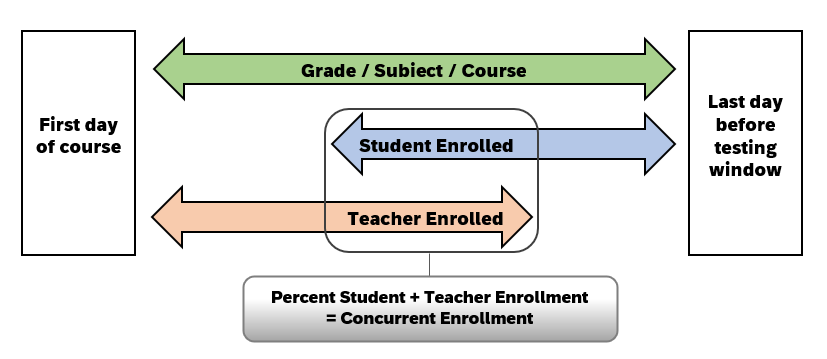 Grade / Subiect / Course
First day
of course
Last day
before
testing
window
Student Enrolled
Teacher Enrolled
Percent Student + Teacher Enrollment
= Concurrent Enrollment